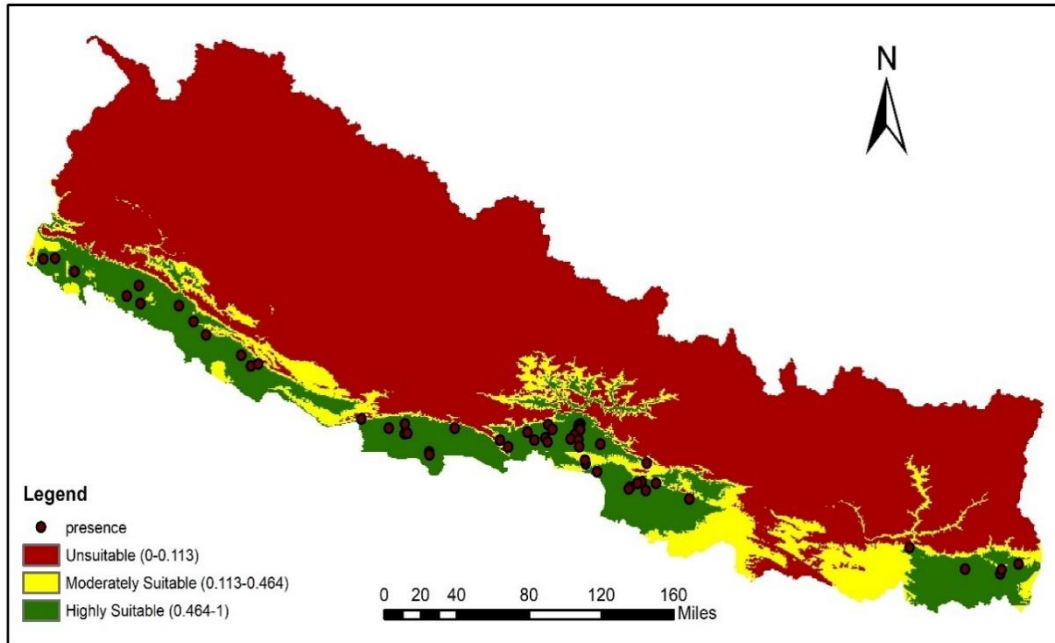 N
Legend
presence
Unsuitable (0-0.113)
Moderately Suitable (0.113-0.464)
Highly Suitable (0.464-1)
0 20 40 80 120 160
Miles